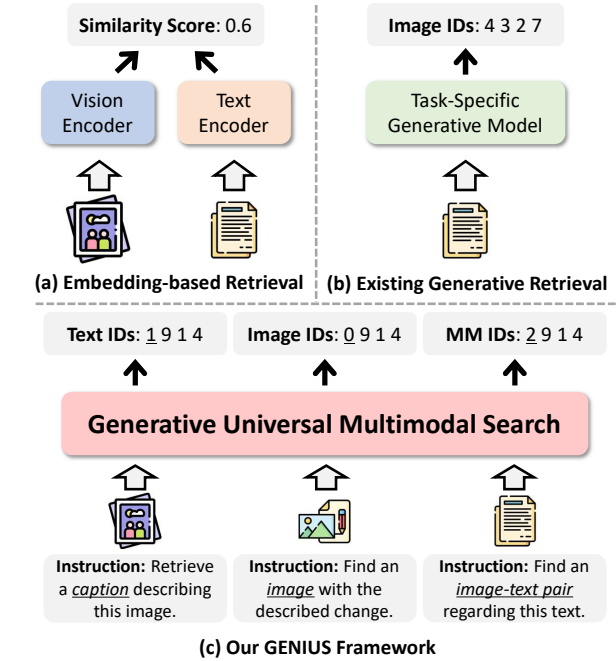 Similarity Score: 0.6
Vision
Encoder
Text
Encoder
(a) Embedding-based Retrieval
Image IDs: 4 3 2 7
Task-Specific
Generative Model
(b) Existing Generative Retrieval
Text IDs: 1 9 1 4
Image IDs: 0 9 1 4
MM IDs: 2 9 1 4
Generative Universal Multimodal Search
Instruction: Retrieve
a caption describing
this image.
Instruction: Find an
image with the
described change.
Instruction: Find an
image-text pair
regarding this text.
(c) Our GENIUS Framework